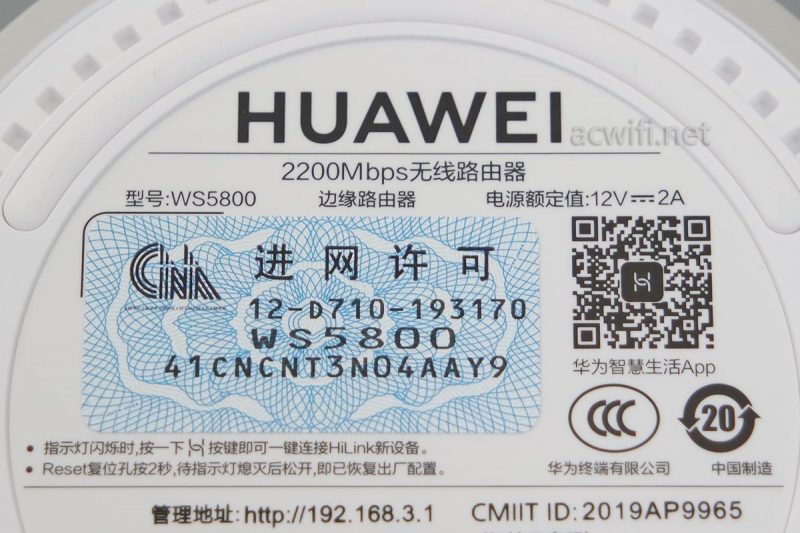 HUAWEI
acwifi.net
2200Mbps无线路由器
型号:WS5800 边缘路由器 电源额定值:12V⎓2A
CHINA
进网许可
12-D710-193170
WS5800
41CNCNT3N04AAY9
华为智慧生活App
CCC
20
• 指示灯闪烁时,按一下 按键即可一键连接HiLink新设备。
• Reset复位孔按2秒,待指示灯熄灭后松开,即已恢复出厂配置。
华为终端有限公司 中国制造
管理地址: http://192.168.3.1 CMIIT ID: 2019AP9965